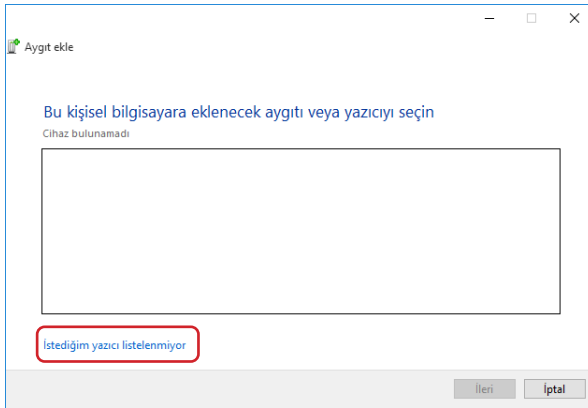 Aygıt ekle
Bu kişisel bilgisayara eklenecek aygıtı veya yazıcıyı seçin
Cihaz bulunamadı
İstediğim yazıcı listelenmiyor
İleri İptal